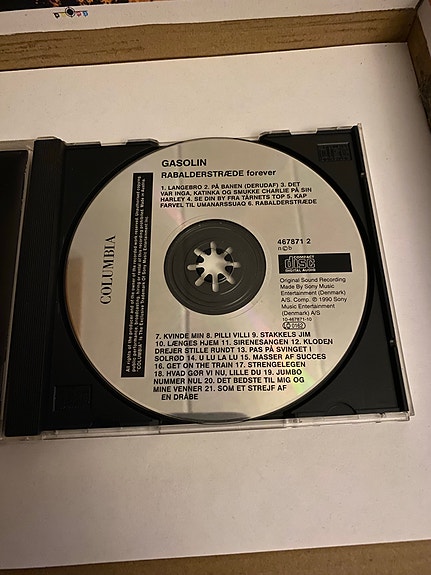 GASOLIN
RABALDERSTRÆDE forever
1. LANGEBRO 2. PÅ BANEN (DERUDAF) 3. DET
VAR INGA, KATINKA OG SMUKKE CHARLIE PÅ SIN
HARLEY 4. SE DIN BY FRA TÅRNETS TOP 5. KAP
FARVEL TIL UMANARSSUAQ 6. RABALDERSTRÆDE
COLUMBIA
467871 2
n©b
COMPACT
disc
DIGITAL AUDIO
Original Sound Recording
Made By Sony Music
Entertainment (Denmark)
A/S. Comp. ℗ 1990 Sony
Music Entertainment
(Denmark) A/S
10-467871-10
7. KVINDE MIN 8. PILLI VILLI 9. STAKKELS JIM
10. LÆNGES HJEM 11. SIRENESANGEN 12. KLODEN
DREJER STILLE RUNDT 13. PAS PÅ SVINGET I
SOLRØD 14. U LU LA LU 15. MASSER AF SUCCES
16. GET ON THE TRAIN 17. STRENGELEGEN
18. HVAD GØR VI NU, LILLE DU 19. JUMBO
NUMMER NUL 20. DET BEDSTE TIL MIG OG
MINE VENNER 21. SOM ET STREJF AF
EN DRÅBE